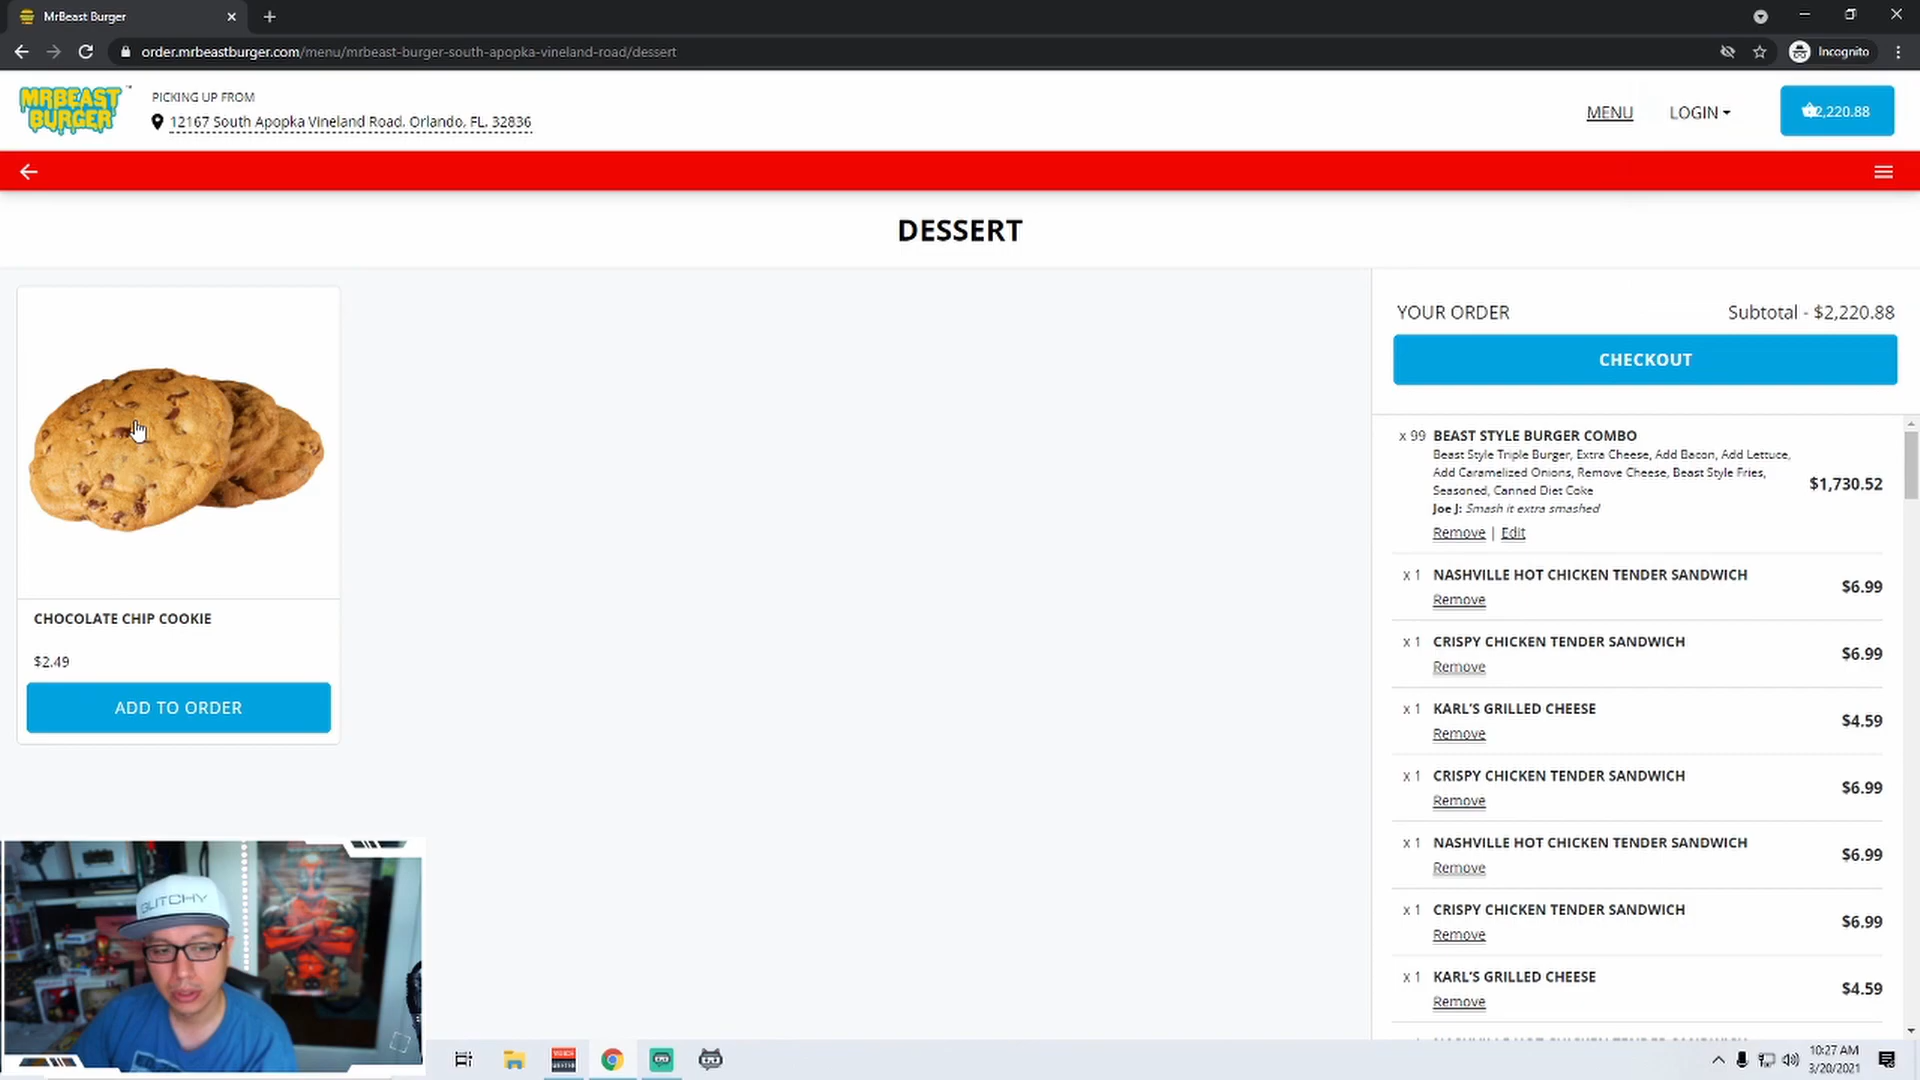 MrBeast Burger
order.mrbeastburger.com/menu/mrbeast-burger-south-apopka-vineland-road/dessert
Incognito
MRBEAST
BURGER
PICKING UP FROM
12167 South Apopka Vineland Road. Orlando, FL, 32836
MENU
LOGIN
2,220.88
DESSERT
CHOCOLATE CHIP COOKIE
$2.49
ADD TO ORDER
YOUR ORDER
Subtotal - $2,220.88
CHECKOUT
x 99 BEAST STYLE BURGER COMBO
Beast Style Triple Burger, Extra Cheese, Add Bacon, Add Lettuce,
Add Caramelized Onions, Remove Cheese, Beast Style Fries,
Seasoned, Canned Diet Coke
$1,730.52
Joe J: Smash it extra smashed
Remove | Edit
x 1 NASHVILLE HOT CHICKEN TENDER SANDWICH
$6.99
Remove
x 1 CRISPY CHICKEN TENDER SANDWICH
$6.99
Remove
x 1 KARL'S GRILLED CHEESE
$4.59
Remove
x 1 CRISPY CHICKEN TENDER SANDWICH
$6.99
Remove
x 1 NASHVILLE HOT CHICKEN TENDER SANDWICH
$6.99
Remove
x 1 CRISPY CHICKEN TENDER SANDWICH
$6.99
Remove
x 1 KARL'S GRILLED CHEESE
$4.59
Remove
GLITCHY
10:27 AM
3/20/2021